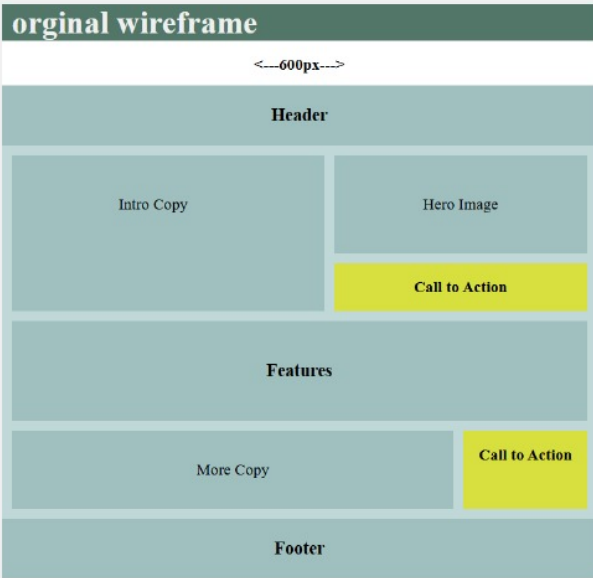 orginal wireframe
<---600px--->
Header
Intro Copy
Hero Image
Call to Action
Features
More Copy
Call to Action
Footer